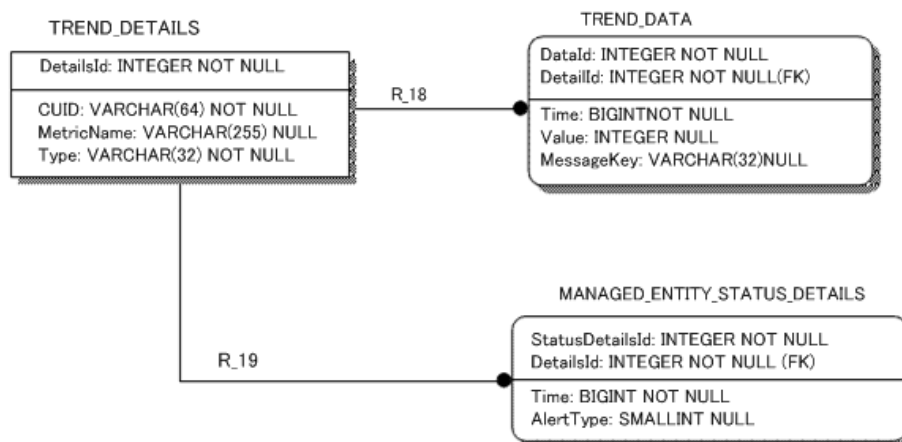 TREND_DETAILS
DetailsId: INTEGER NOT NULL
CUID: VARCHAR(64) NOT NULL
MetricName: VARCHAR(255) NULL
Type: VARCHAR(32) NOT NULL
R_18
TREND_DATA
DataId: INTEGER NOT NULL
DetailId: INTEGER NOT NULL(FK)
Time: BIGINTNOT NULL
Value: INTEGER NULL
MessageKey: VARCHAR(32)NULL
R_19
MANAGED_ENTITY_STATUS_DETAILS
StatusDetailsId: INTEGER NOT NULL
DetailsId: INTEGER NOT NULL (FK)
Time: BIGINT NOT NULL
AlertType: SMALLINT NULL